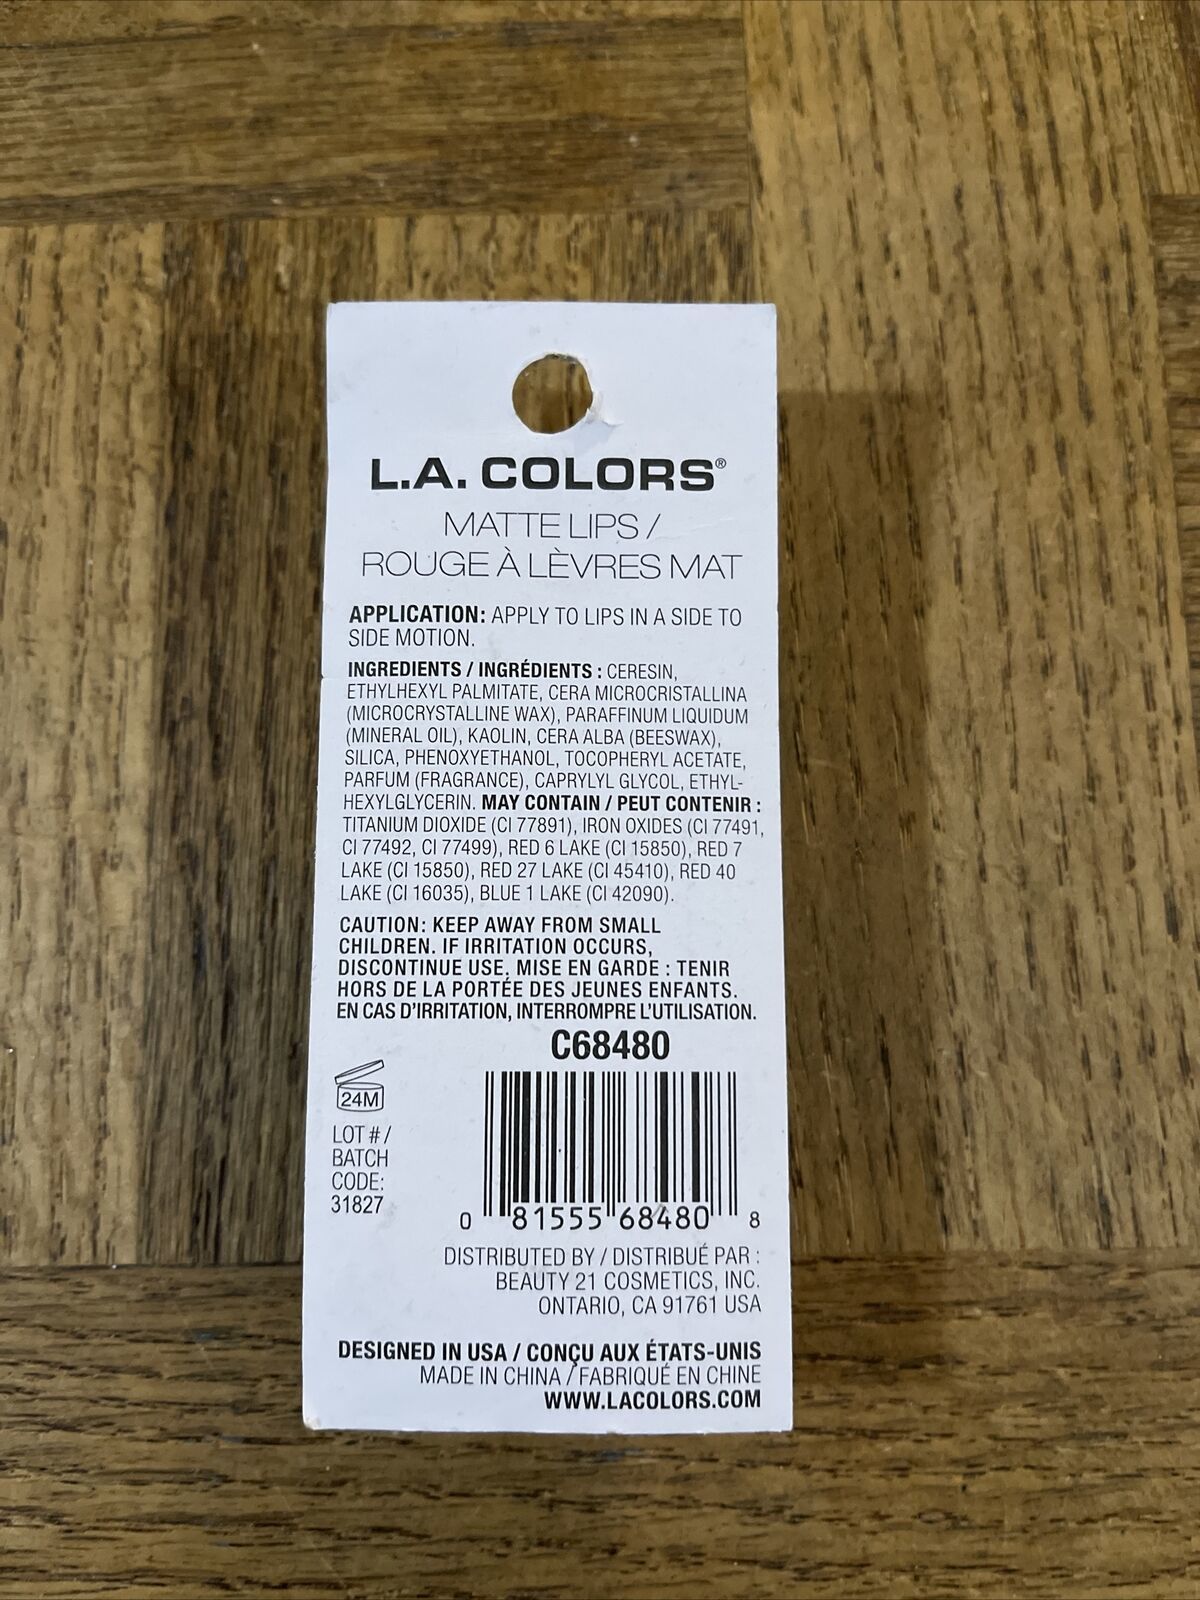 L.A. COLORS®
MATTE LIPS /
ROUGE À LÈVRES MAT
APPLICATION: APPLY TO LIPS IN A SIDE TO
SIDE MOTION.
INGREDIENTS / INGRÉDIENTS : CERESIN,
ETHYLHEXYL PALMITATE, CERA MICROCRISTALLINA
(MICROCRYSTALLINE WAX), PARAFFINUM LIQUIDUM
(MINERAL OIL), KAOLIN, CERA ALBA (BEESWAX),
SILICA, PHENOXYETHANOL, TOCOPHERYL ACETATE,
PARFUM (FRAGRANCE), CAPRYLYL GLYCOL, ETHYL-
HEXYLGLYCERIN. MAY CONTAIN / PEUT CONTENIR :
TITANIUM DIOXIDE (CI 77891), IRON OXIDES (CI 77491,
CI 77492, CI 77499), RED 6 LAKE (CI 15850), RED 7
LAKE (CI 15850), RED 27 LAKE (CI 45410), RED 40
LAKE (CI 16035), BLUE 1 LAKE (CI 42090).
CAUTION: KEEP AWAY FROM SMALL
CHILDREN. IF IRRITATION OCCURS,
DISCONTINUE USE. MISE EN GARDE : TENIR
HORS DE LA PORTÉE DES JEUNES ENFANTS.
EN CAS D'IRRITATION, INTERROMPRE L'UTILISATION.
C68480
24M
LOT # /
BATCH
CODE:
31827
0 81555 68480 8
DISTRIBUTED BY / DISTRIBUÉ PAR :
BEAUTY 21 COSMETICS, INC.
ONTARIO, CA 91761 USA
DESIGNED IN USA / CONÇU AUX ÉTATS-UNIS
MADE IN CHINA / FABRIQUÉ EN CHINE
WWW.LACOLORS.COM